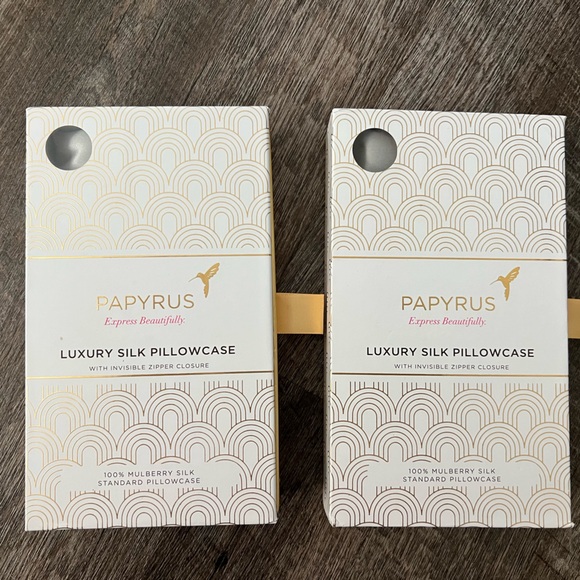 PAPYRUS
Express Beautifully.
LUXURY SILK PILLOWCASE
WITH INVISIBLE ZIPPER CLOSURE
100% MULBERRY SILK
STANDARD PILLOWCASE
PAPYRUS
Express Beautifully.
LUXURY SILK PILLOWCASE
WITH INVISIBLE ZIPPER CLOSURE
100% MULBERRY SILK
STANDARD PILLOWCASE